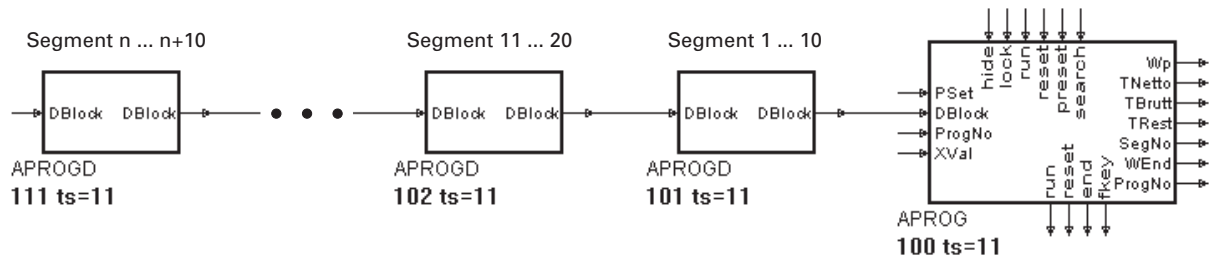 Segment n ... n+10
DBlock DBlock
APROGD
111 ts=11
Segment 11 ... 20
DBlock DBlock
APROGD
102 ts=11
Segment 1 ... 10
DBlock DBlock
APROGD
101 ts=11
hide
lock
run
reset
preset
search
PSet
DBlock
ProgNo
XVal
Wp
TNetto
TBrutt
TRest
SegNo
WEnd
ProgNo
run
reset
end
fkey
APROG
100 ts=11